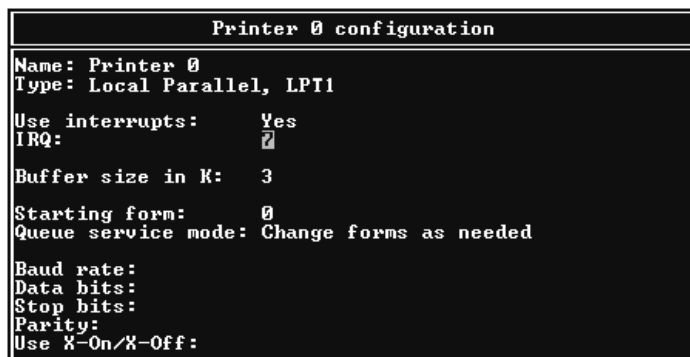 Printer 0 configuration
Name: Printer 0
Type: Local Parallel, LPT1
Use interrupts: Yes
IRQ: 7
Buffer size in K: 3
Starting form: 0
Queue service mode: Change forms as needed
Baud rate:
Data bits:
Stop bits:
Parity:
Use X-On/X-Off: